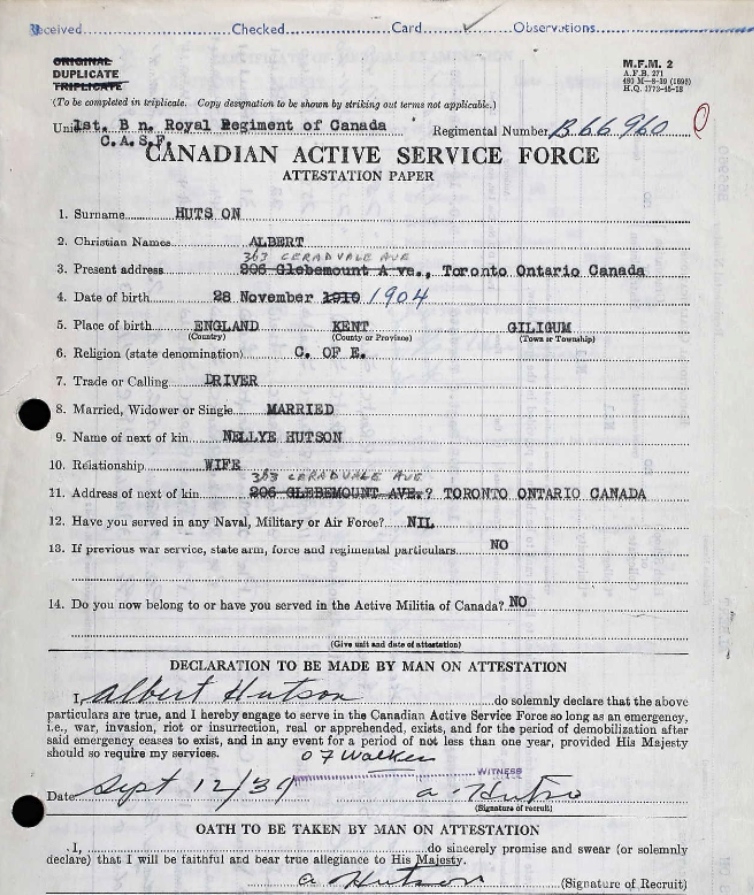 Received..........Checked..........Card..........Observations..........
ORIGINAL
DUPLICATE
TRIPLICATE
M.F.M. 2
A.F.B. 271
H.Q. 1772-45-18
(To be completed in triplicate. Copy designation to be shown by striking out terms not applicable.)
Unit 1st. B n. Royal Regiment of Canada Regimental Number B66960 0
C.A.S.F.
CANADIAN ACTIVE SERVICE FORCE
ATTESTATION PAPER
1. Surname HUTS ON
2. Christian Names ALBERT
363 CERADVALE AVE
3. Present address 206 Glebemount A ve., Toronto Ontario Canada
4. Date of birth 28 November 1910 1904
5. Place of birth ENGLAND KENT GILIGUM
(Country) (County or Province) (Town or Township)
6. Religion (state denomination) C. OF E.
7. Trade or Calling DRIVER
8. Married, Widower or Single MARRIED
9. Name of next of kin NELLYE HUTSON
10. Relationship WIFE
363 CERADVALE AVE
11. Address of next of kin 206 GLEBEMOUNT AVE.? TORONTO ONTARIO CANADA
12. Have you served in any Naval, Military or Air Force? NIL
13. If previous war service, state arm, force and regimental particulars NO
14. Do you now belong to or have you served in the Active Militia of Canada? NO
(Give unit and date of attestation)
DECLARATION TO BE MADE BY MAN ON ATTESTATION
I, Albert Hutson do solemnly declare that the above
particulars are true, and I hereby engage to serve in the Canadian Active Service Force so long as an emergency,
i.e., war, invasion, riot or insurrection, real or apprehended, exists, and for the period of demobilization after
said emergency ceases to exist, and in any event for a period of not less than one year, provided His Majesty
should so require my services. O J Walker
WITNESS
Date Sept 12/39 a. Hutso
(Signature of recruit)
OATH TO BE TAKEN BY MAN ON ATTESTATION
I, do sincerely promise and swear (or solemnly
declare) that I will be faithful and bear true allegiance to His Majesty.
a Hutson (Signature of Recruit)